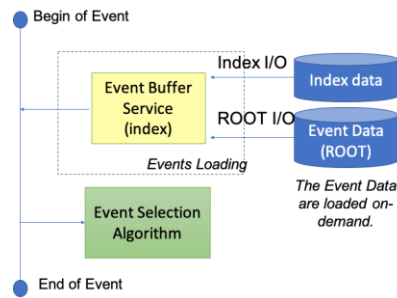 Begin of Event
Index I/O
Index data
Event Buffer
Service
(index)
ROOT I/O
Event Data
(ROOT)
Events Loading
The Event Data
are loaded on-
demand.
Event Selection
Algorithm
End of Event